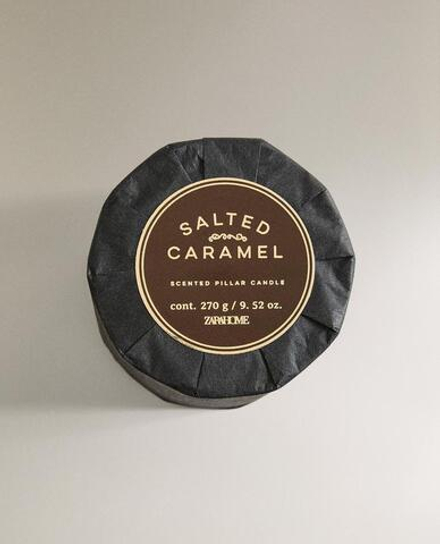 SALTED
CARAMEL
SCENTED PILLAR CANDLE
cont. 270 g / 9. 52 oz.
ZARAHOME